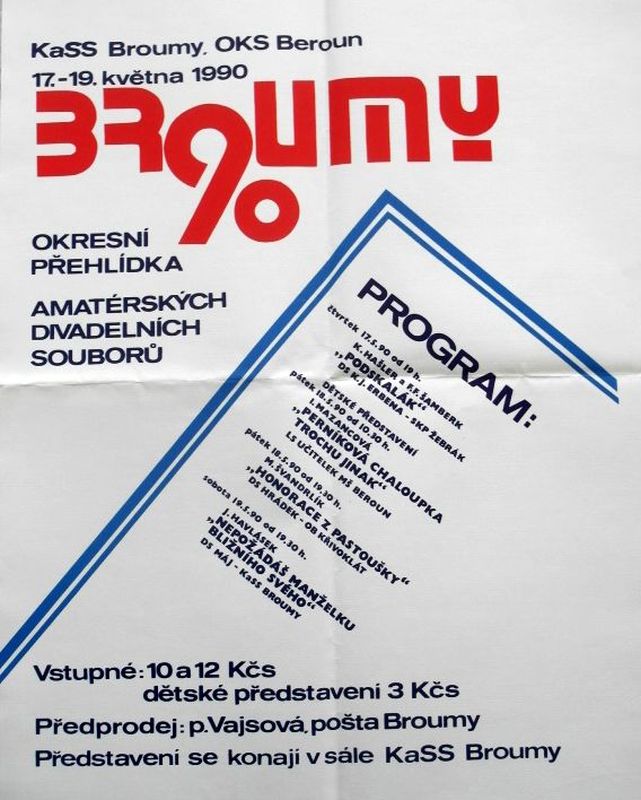 KaSS Broumy, OKS Beroun
17.-19. května 1990
BROUMY
90
OKRESNÍ
PŘEHLÍDKA
AMATÉRSKÝCH
DIVADELNÍCH
SOUBORŮ
PROGRAM:
čtvrtek 17.5.90 od 19 h.
K. HAŠLER a F.F. ŠAMBERK
„PODSKALÁK“
DS K.J. ERBENA - SKP ŽEBRÁK
DĚTSKÉ PŘEDSTAVENÍ
pátek 18.5.90 od 10,30 h.
I. MAZANCOVÁ
„PERNÍKOVÁ CHALOUPKA
TROCHU JINAK“
LS UČITELEK MŠ BEROUN
pátek 18.5.90 od 19,30 h.
M. ŠVANDRLÍK
„HONORACE Z PASTOUŠKY“
DS HRÁDEK - OB KŘIVOKLÁT
sobota 19.5.90 od 19,30 h.
J. HAVLÁSEK
„NEPOŽÁDÁŠ MANŽELKU
BLIŽNÍHO SVÉHO“
DS MÁJ - KaSS BROUMY
Vstupné: 10 a 12 Kčs
dětské představení 3 Kčs
Předprodej: p.Vajsová, pošta Broumy
Představení se konají v sále KaSS Broumy